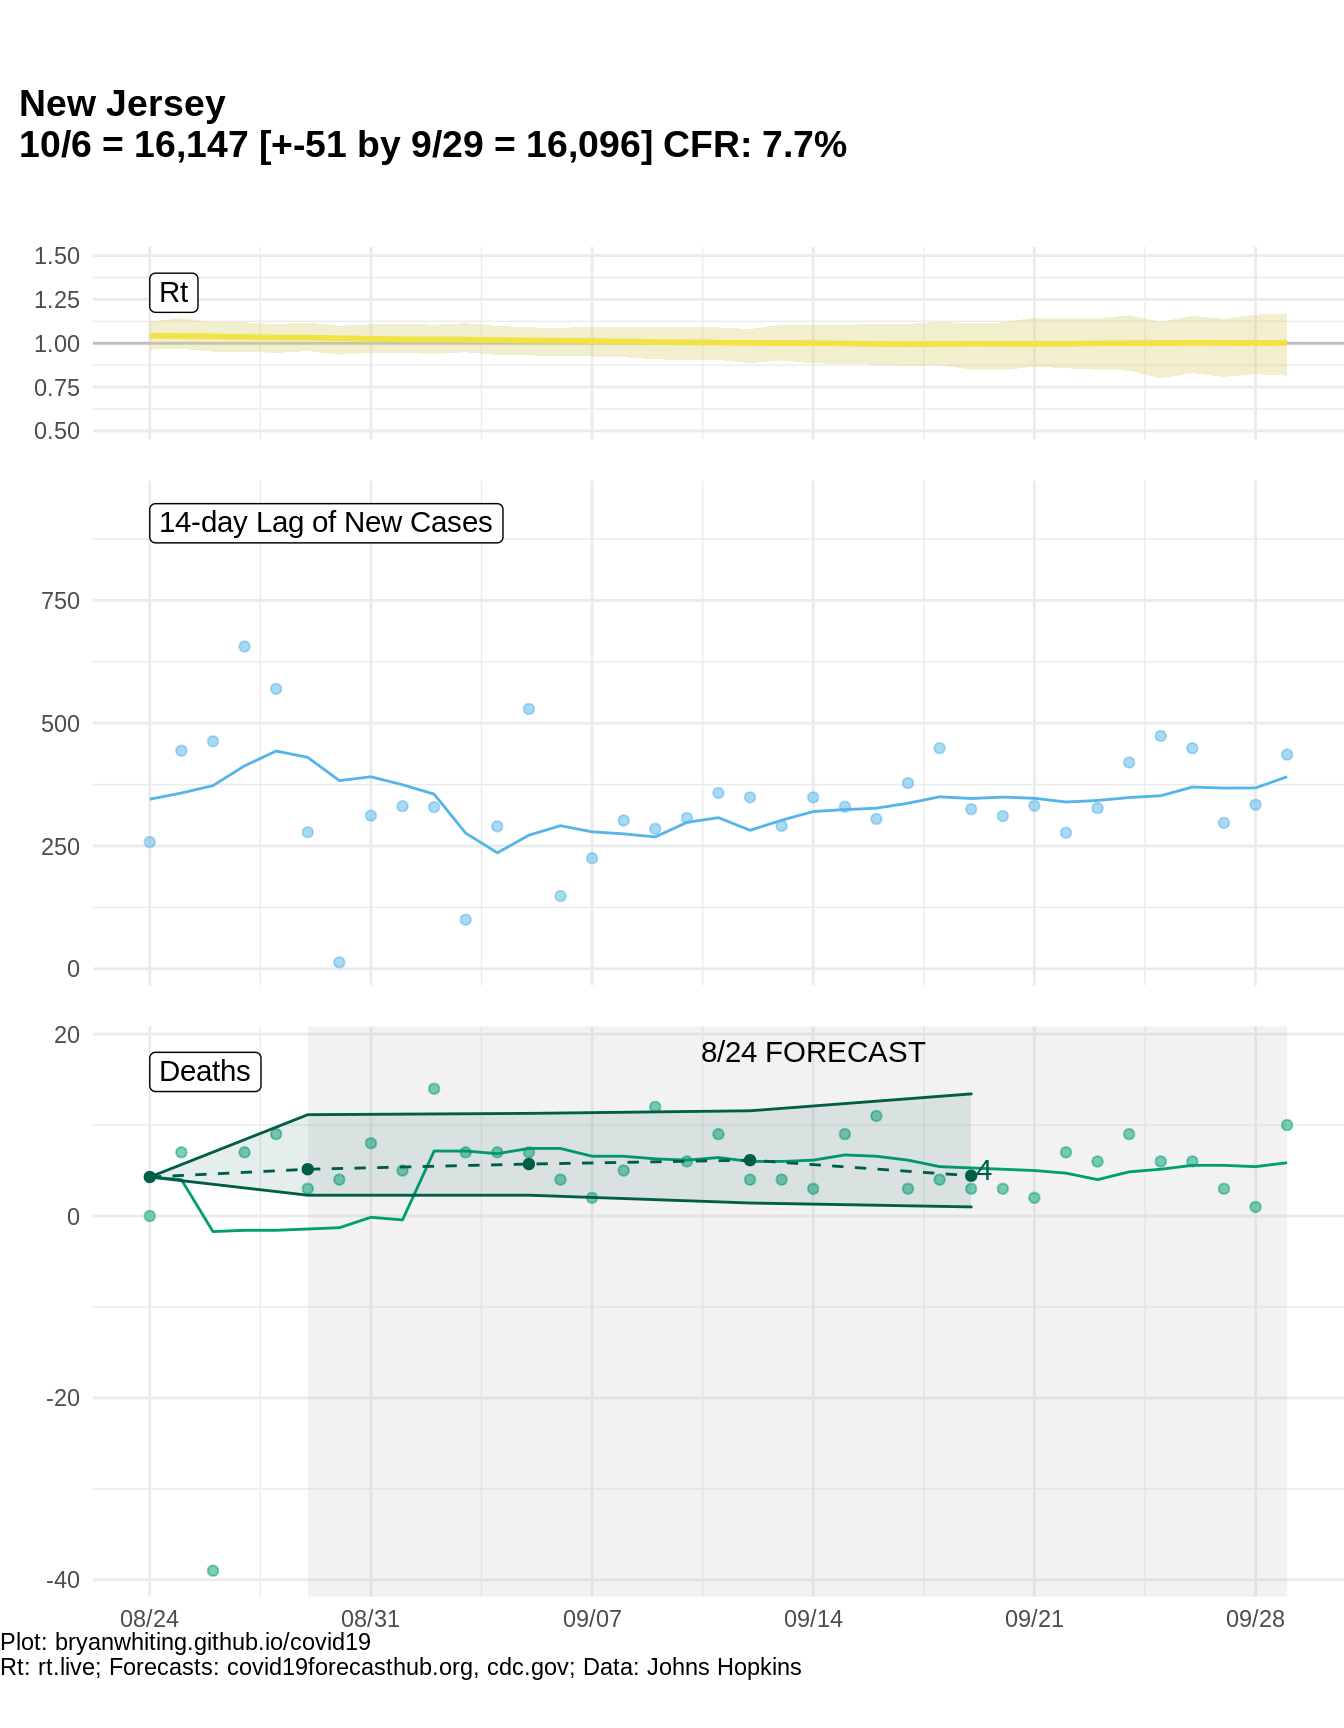 New Jersey
10/6 = 16,147 [+-51 by 9/29 = 16,096] CFR: 7.7%
1.50
Rt
1.25
1.00
0.75
0.50
14-day Lag of New Cases
750
500
250
0
20
8/24 FORECAST
Deaths
4
0
-20
-40
08/24 08/31 09/07 09/14 09/21 09/28
Plot: bryanwhiting.github.io/covid19
Rt: rt.live; Forecasts: covid19forecasthub.org, cdc.gov; Data: Johns Hopkins